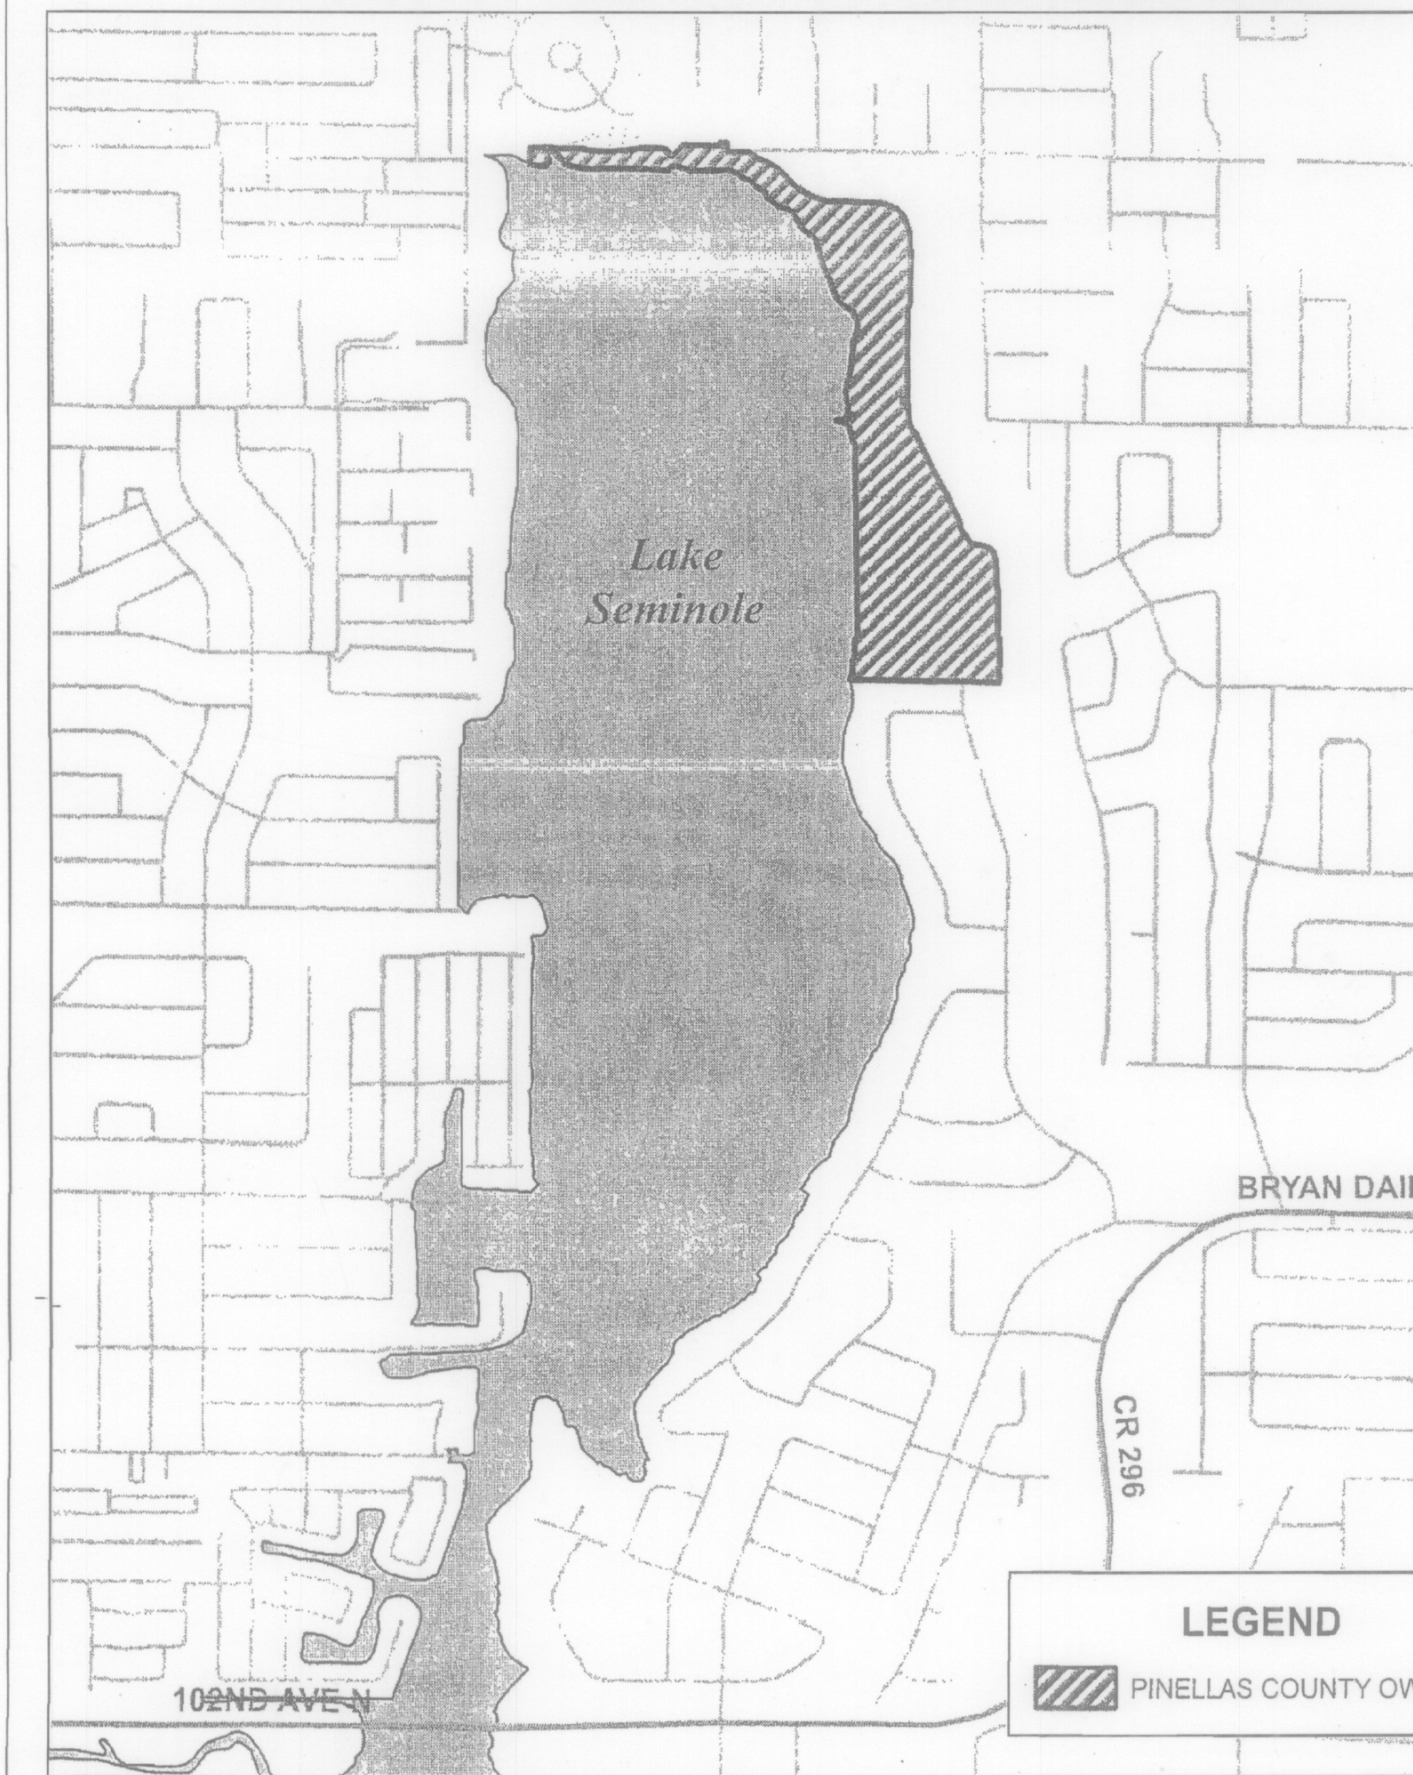 Lake
Seminole
BRYAN DAI
CR 296
LEGEND
PINELLAS COUNTY OW
102ND AVE N